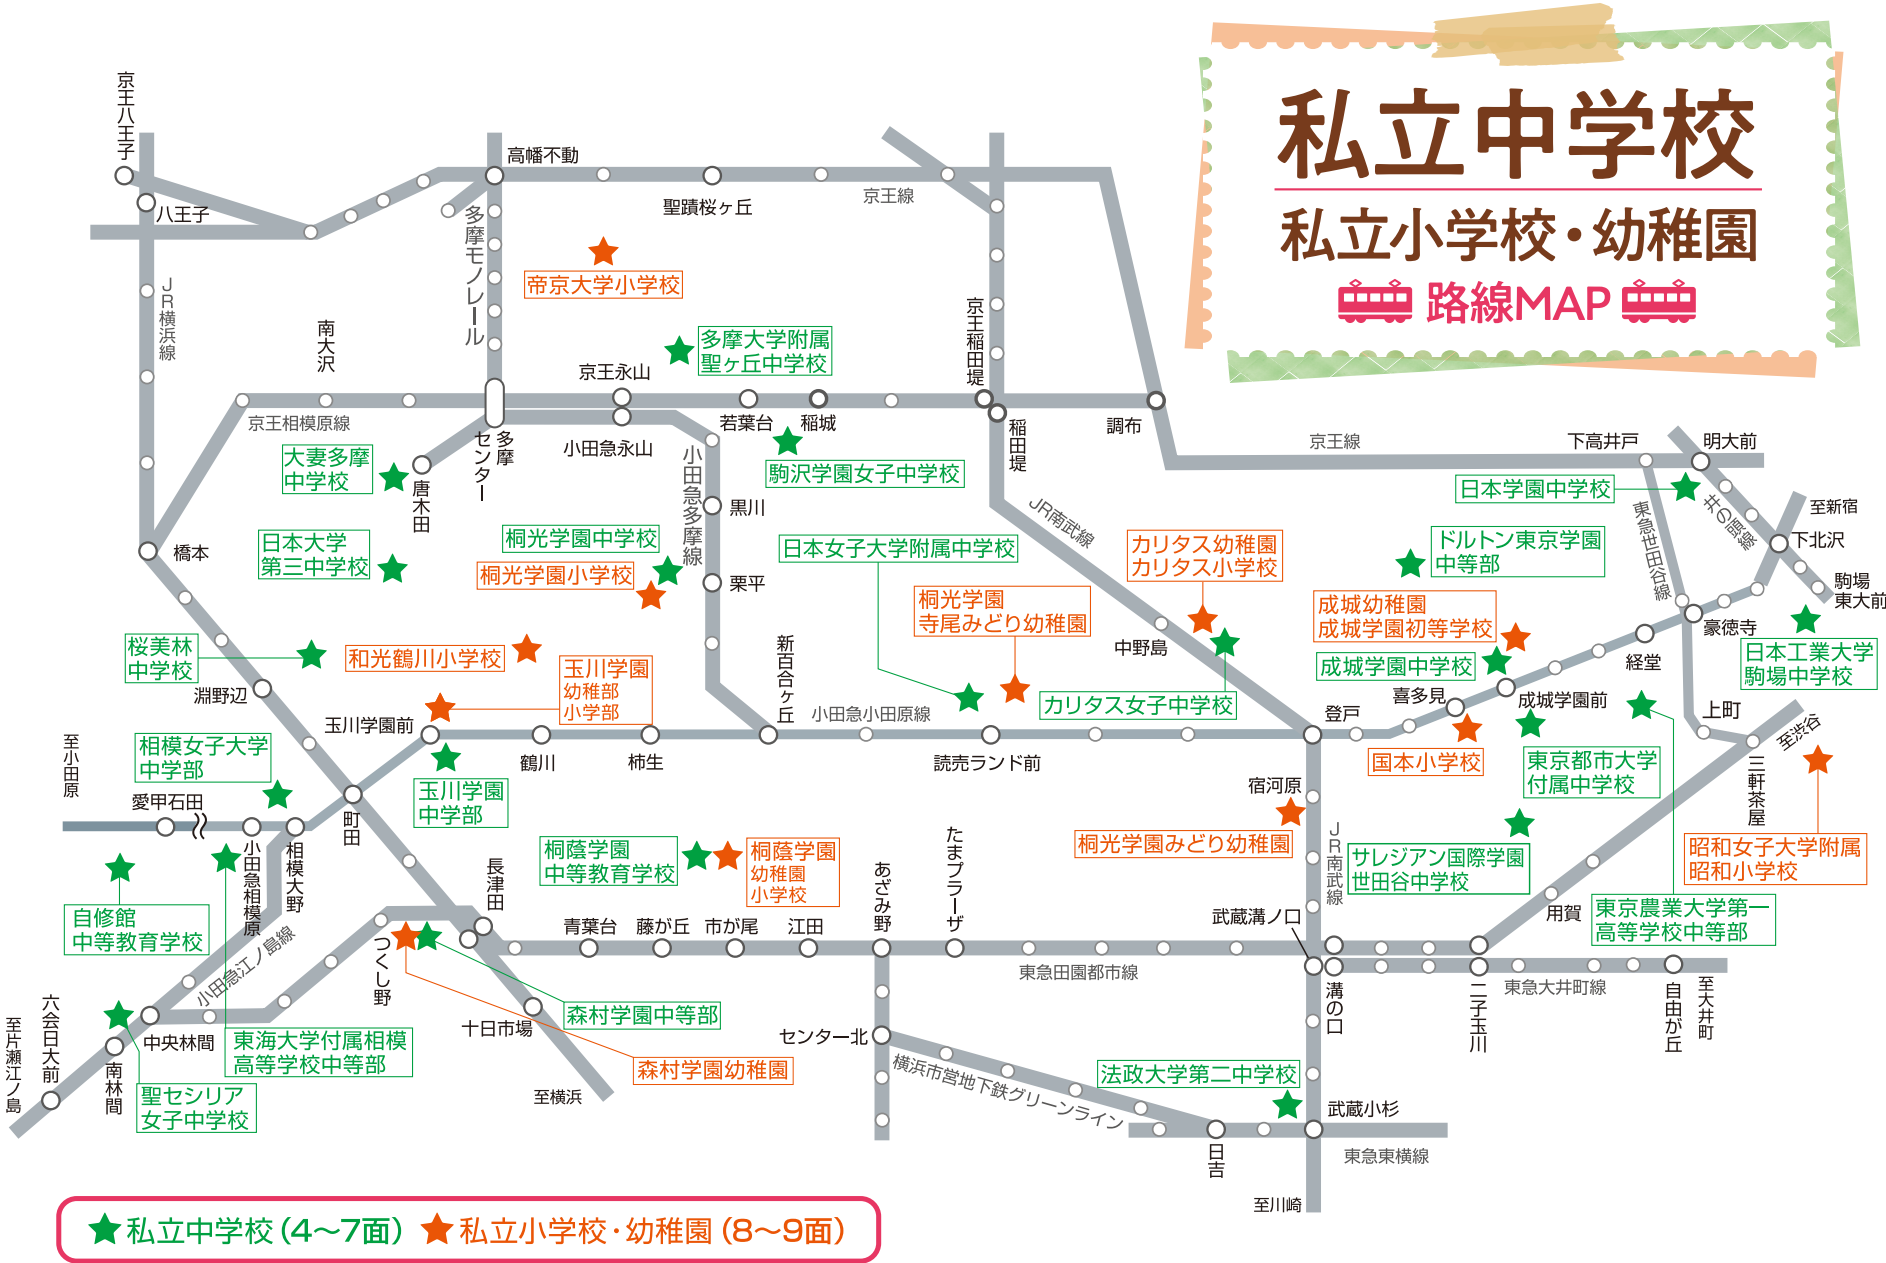 私立中学校
私立小学校・幼稚園
路線MAP
京王八王子
八王子
高幡不動
聖蹟桜ヶ丘
京王線
多摩モノレール
JR横浜線
帝京大学小学校
南大沢
多摩大学附属
聖ヶ丘中学校
京王永山
京王稲田堤
若葉台
稲城
稲田堤
調布
京王相模原線
小田急永山
多摩
センター
大妻多摩
中学校
唐木田
小田急多摩線
駒沢学園女子中学校
京王線
下高井戸
明大前
日本学園中学校
井の頭線
至新宿
下北沢
駒場
東大前
東急世田谷線
黒川
橋本
日本大学
第三中学校
桐光学園中学校
桐光学園小学校
栗平
日本女子大学附属中学校
JR南武線
カリタス幼稚園
カリタス小学校
ドルトン東京学園
中等部
桐光学園
寺尾みどり幼稚園
中野島
成城幼稚園
成城学園初等学校
成城学園中学校
豪徳寺
経堂
日本工業大学
駒場中学校
桜美林
中学校
淵野辺
和光鶴川小学校
玉川学園
幼稚部
小学部
新百合ヶ丘
カリタス女子中学校
喜多見
成城学園前
上町
至渋谷
玉川学園前
小田急小田原線
登戸
鶴川
柿生
読売ランド前
国本小学校
東京都市大学
付属中学校
三軒茶屋
至小田原
相模女子大学
中学部
愛甲石田
玉川学園
中学部
町田
宿河原
桐光学園みどり幼稚園
小田急相模原
相模大野
桐蔭学園
中等教育学校
桐蔭学園
幼稚園
小学校
たまプラーザ
あざみ野
JR南武線
サレジアン国際学園
世田谷中学校
昭和女子大学附属
昭和小学校
長津田
自修館
中等教育学校
小田急江ノ島線
つくし野
青葉台
藤が丘
市が尾
江田
武蔵溝ノ口
用賀
東京農業大学第一
高等学校中等部
東急田園都市線
東急大井町線
溝の口
二子玉川
自由が丘
至大井町
六会日大前
至片瀬江ノ島
中央林間
南林間
東海大学付属相模
高等学校中等部
聖セシリア
女子中学校
森村学園中等部
十日市場
森村学園幼稚園
至横浜
センター北
横浜市営地下鉄グリーンライン
法政大学第二中学校
武蔵小杉
日吉
東急東横線
至川崎
私立中学校（4〜7面）
私立小学校・幼稚園（8〜9面）